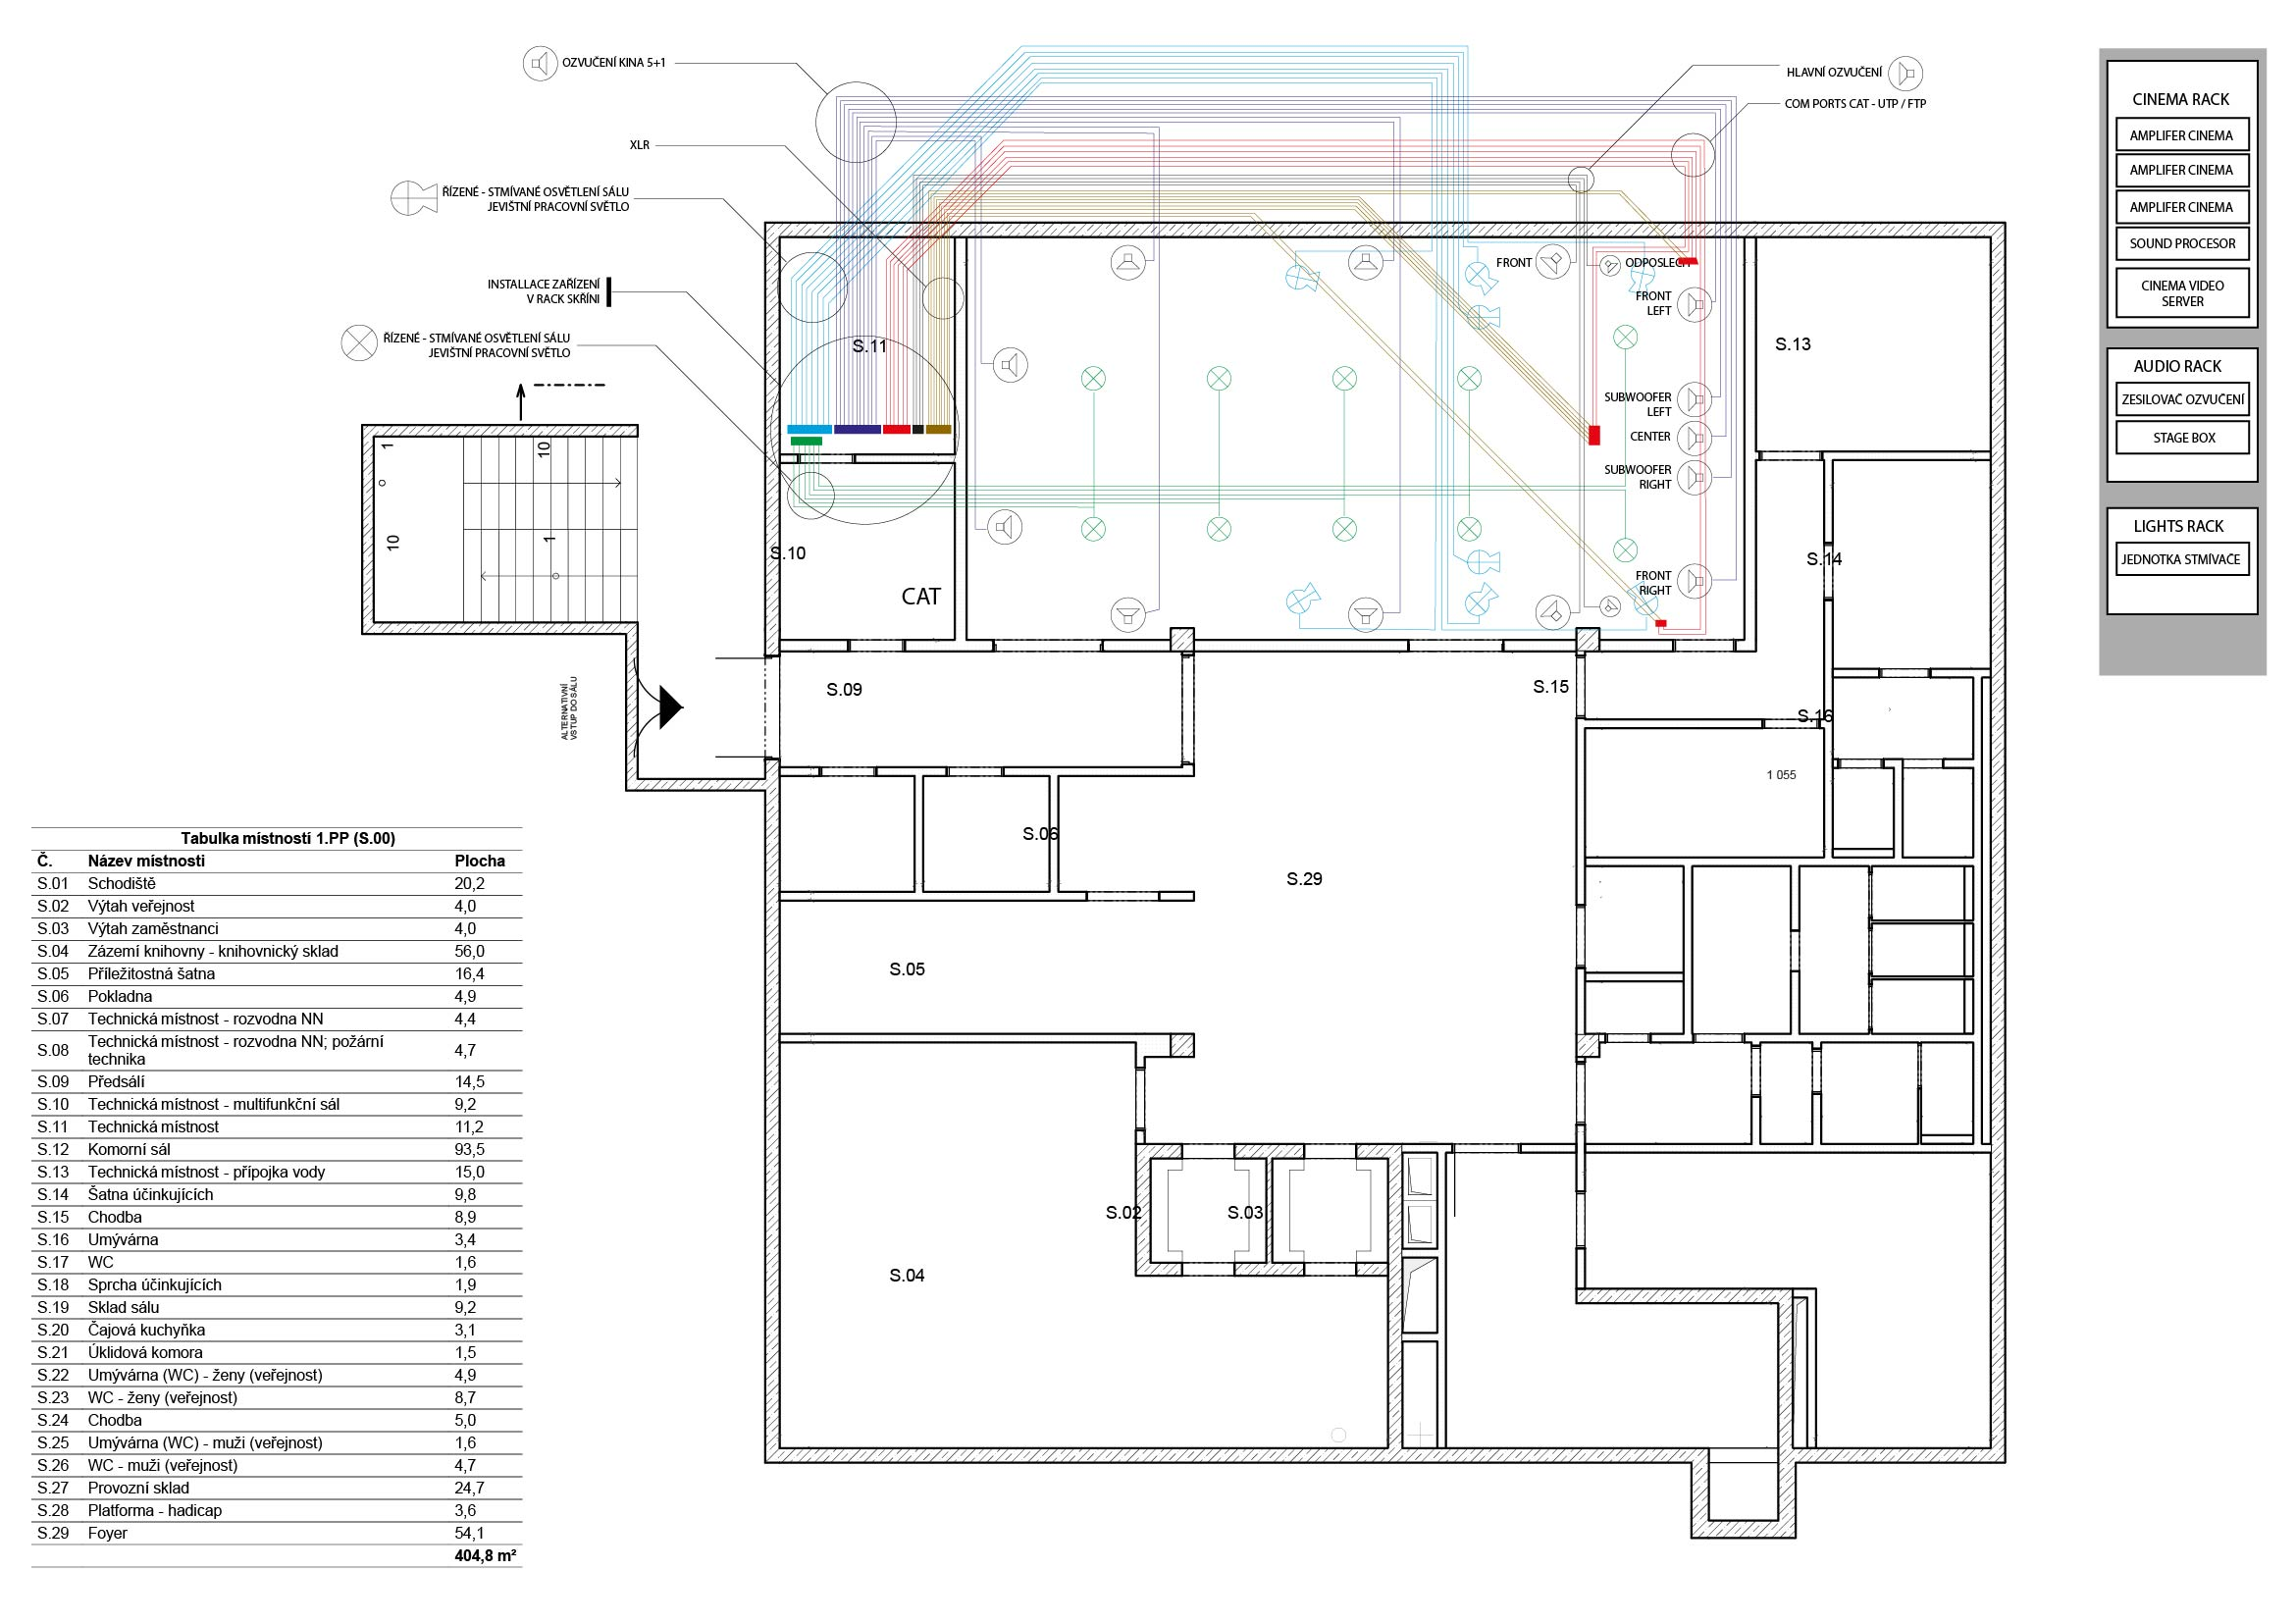 OZVUČENÍ KINA 5+1
XLR
ŘÍZENÉ - STMÍVANÉ OSVĚTLENÍ SÁLU
JEVIŠTNÍ PRACOVNÍ SVĚTLO
INSTALLACE ZAŘÍZENÍ
V RACK SKŘÍNI
ŘÍZENÉ - STMÍVANÉ OSVĚTLENÍ SÁLU
JEVIŠTNÍ PRACOVNÍ SVĚTLO
HLAVNÍ OZVUČENÍ
COM PORTS CAT - UTP / FTP
CINEMA RACK
AMPLIFER CINEMA
AMPLIFER CINEMA
AMPLIFER CINEMA
SOUND PROCESOR
CINEMA VIDEO
SERVER
AUDIO RACK
ZESILOVAČ OZVUČENÍ
STAGE BOX
LIGHTS RACK
JEDNOTKA STMÍVAČE
FRONT
ODPOSLECH
FRONT
LEFT
SUBWOOFER
LEFT
CENTER
SUBWOOFER
RIGHT
FRONT
RIGHT
S.11
S.13
S.10
CAT
S.14
S.09
S.15
S.16
1 055
S.06
S.29
S.05
S.02
S.03
S.04
1
10
10
1
ALTERNATIVNÍ
VSTUP DO SÁLU
Tabulka místností 1.PP (S.00)
Č. Název místnosti Plocha
S.01 Schodiště 20,2
S.02 Výtah veřejnost 4,0
S.03 Výtah zaměstnanci 4,0
S.04 Zázemí knihovny - knihovnický sklad 56,0
S.05 Příležitostná šatna 16,4
S.06 Pokladna 4,9
S.07 Technická místnost - rozvodna NN 4,4
S.08 Technická místnost - rozvodna NN; požární
technika 4,7
S.09 Předsálí 14,5
S.10 Technická místnost - multifunkční sál 9,2
S.11 Technická místnost 11,2
S.12 Komorní sál 93,5
S.13 Technická místnost - přípojka vody 15,0
S.14 Šatna účinkujících 9,8
S.15 Chodba 8,9
S.16 Umývárna 3,4
S.17 WC 1,6
S.18 Sprcha účinkujících 1,9
S.19 Sklad sálu 9,2
S.20 Čajová kuchyňka 3,1
S.21 Úklidová komora 1,5
S.22 Umývárna (WC) - ženy (veřejnost) 4,9
S.23 WC - ženy (veřejnost) 8,7
S.24 Chodba 5,0
S.25 Umývárna (WC) - muži (veřejnost) 1,6
S.26 WC - muži (veřejnost) 4,7
S.27 Provozní sklad 24,7
S.28 Platforma - hadicap 3,6
S.29 Foyer 54,1
404,8 m²